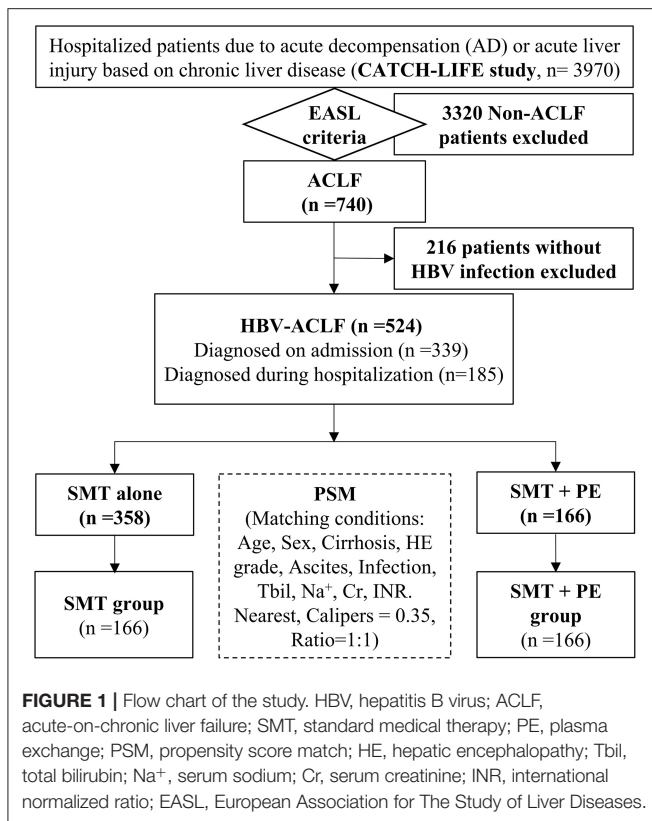 Hospitalized patients due to acute decompensation (AD) or acute liver
injury based on chronic liver disease (CATCH-LIFE study, n= 3970)
EASL
criteria
3320 Non-ACLF
patients excluded
ACLF
(n =740)
216 patients without
HBV infection excluded
HBV-ACLF (n =524)
Diagnosed on admission (n =339)
Diagnosed during hospitalization (n=185)
SMT alone
(n =358)
PSM
(Matching conditions:
Age, Sex, Cirrhosis, HE
grade, Ascites, Infection,
Tbil, Na⁺, Cr, INR.
Nearest, Calipers = 0.35,
Ratio=1:1)
SMT + PE
(n =166)
SMT group
(n =166)
SMT + PE
group
(n =166)
FIGURE 1 | Flow chart of the study. HBV, hepatitis B virus; ACLF,
acute-on-chronic liver failure; SMT, standard medical therapy; PE, plasma
exchange; PSM, propensity score match; HE, hepatic encephalopathy; Tbil,
total bilirubin; Na⁺, serum sodium; Cr, serum creatinine; INR, international
normalized ratio; EASL, European Association for The Study of Liver Diseases.